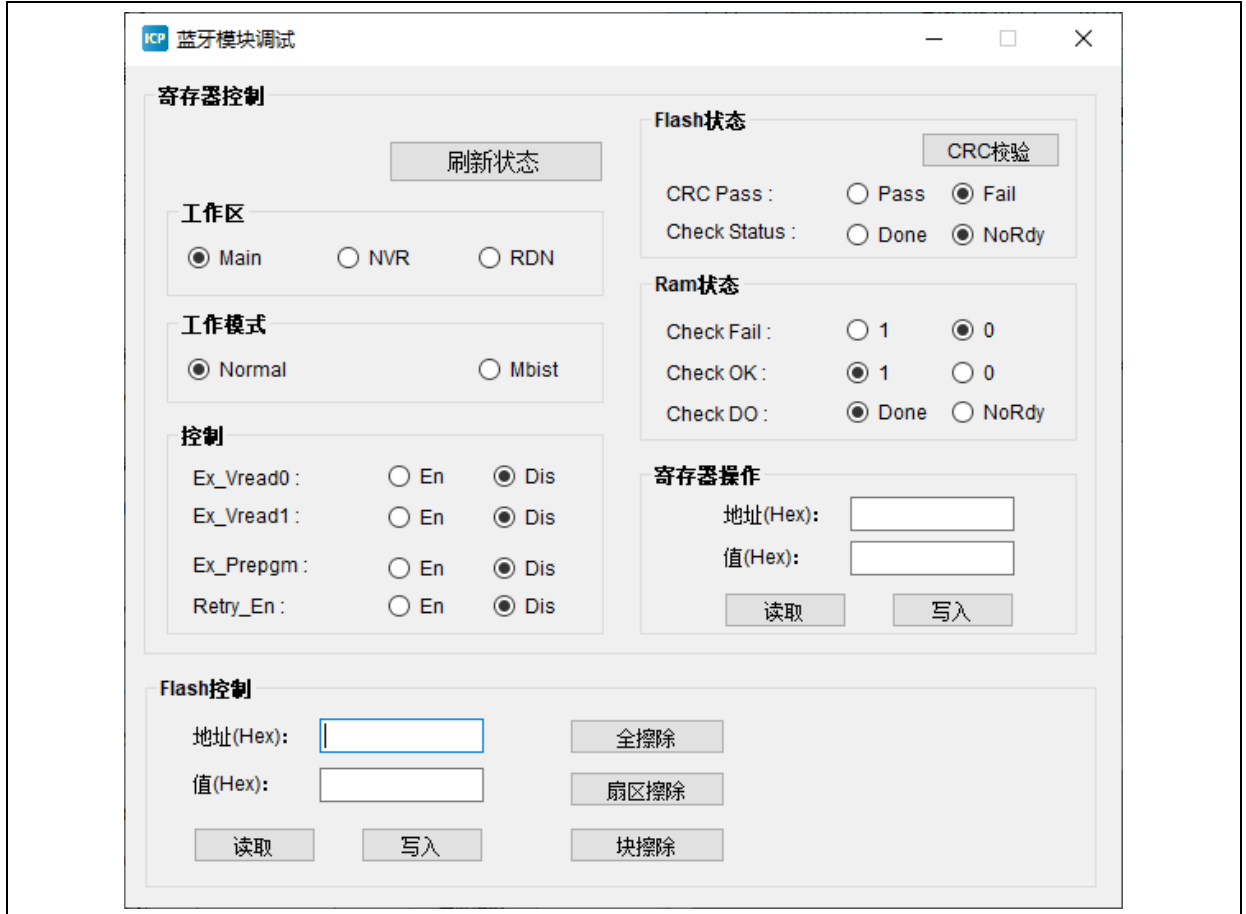 ICP 蓝牙模块调试
寄存器控制
刷新状态
工作区
Main NVR RDN
工作模式
Normal Mbist
控制
Ex_Vread0 : En Dis
Ex_Vread1 : En Dis
Ex_Prepgm : En Dis
Retry_En : En Dis
Flash状态
CRC校验
CRC Pass : Pass Fail
Check Status : Done NoRdy
Ram状态
Check Fail : 1 0
Check OK : 1 0
Check DO : Done NoRdy
寄存器操作
地址(Hex):
值(Hex):
读取 写入
Flash控制
地址(Hex): 全擦除
值(Hex): 扇区擦除
读取 写入 块擦除